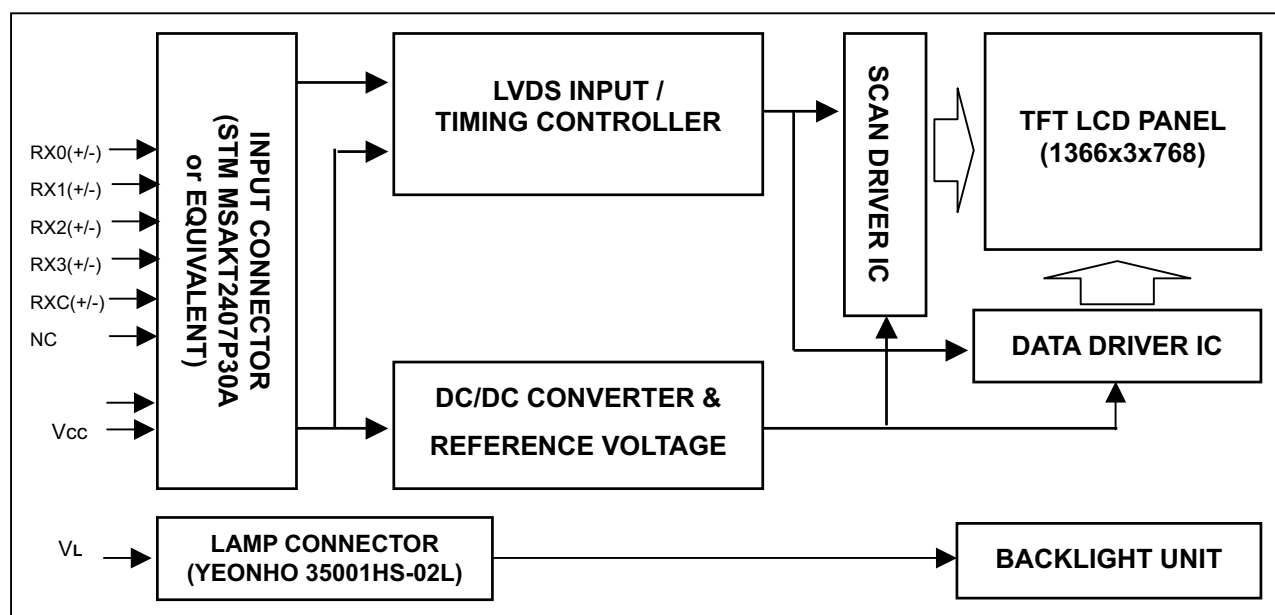 RX0(+/-)
RX1(+/-)
RX2(+/-)
RX3(+/-)
RXC(+/-)
NC
Vcc
INPUT CONNECTOR
(STM MSAKT2407P30A
or EQUIVALENT)
LVDS INPUT /
TIMING CONTROLLER
SCAN DRIVER IC
TFT LCD PANEL
(1366x3x768)
DATA DRIVER IC
DC/DC CONVERTER &
REFERENCE VOLTAGE
VL
LAMP CONNECTOR
(YEONHO 35001HS-02L)
BACKLIGHT UNIT